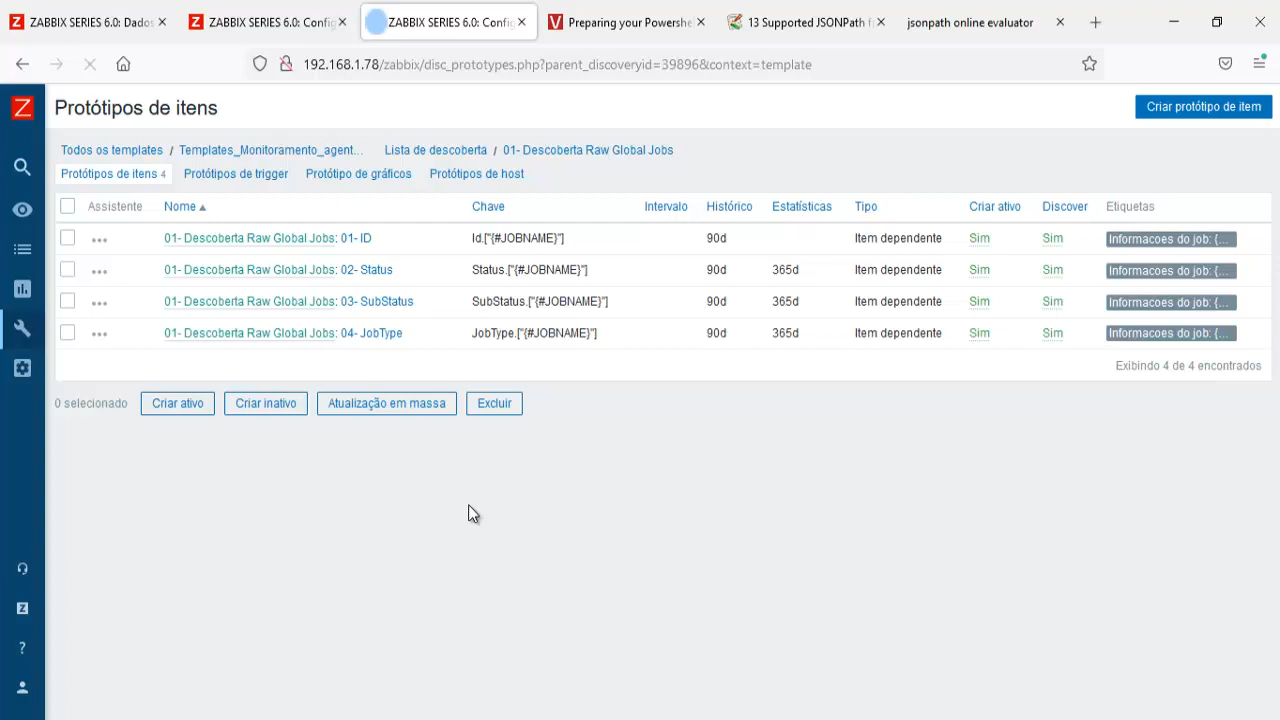 Z ZABBIX SERIES 6.0: Dados
Z ZABBIX SERIES 6.0: Config
ZABBIX SERIES 6.0: Config
V Preparing your Powershe
13 Supported JSONPath f
jsonpath online evaluator
192.168.1.78/zabbix/disc_prototypes.php?parent_discoveryid=39896&context=template
Z
Protótipos de itens
Criar protótipo de item
Todos os templates / Templates_Monitoramento_agent... Lista de descoberta / 01- Descoberta Raw Global Jobs
Protótipos de itens 4 Protótipos de trigger Protótipo de gráficos Protótipos de host
Assistente Nome Chave Intervalo Histórico Estatísticas Tipo Criar ativo Discover Etiquetas
01- Descoberta Raw Global Jobs: 01- ID Id.["{#JOBNAME}"] 90d Item dependente Sim Sim Informacoes do job: {...
01- Descoberta Raw Global Jobs: 02- Status Status.["{#JOBNAME}"] 90d 365d Item dependente Sim Sim Informacoes do job: {...
01- Descoberta Raw Global Jobs: 03- SubStatus SubStatus.["{#JOBNAME}"] 90d 365d Item dependente Sim Sim Informacoes do job: {...
01- Descoberta Raw Global Jobs: 04- JobType JobType.["{#JOBNAME}"] 90d 365d Item dependente Sim Sim Informacoes do job: {...
Exibindo 4 de 4 encontrados
0 selecionado Criar ativo Criar inativo Atualização em massa Excluir
Z
?